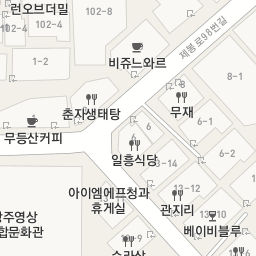 런오브더밀
102-8
102-4
제봉로98번길
비쥬느와르
1-2
8-1
춘자생태탕
무재
무등산커피
4
6
6
일흥식당
3-14
6-
아이엠에프청과
휴게실
관지리
13-10
베이비블루
광주영상
합문화관